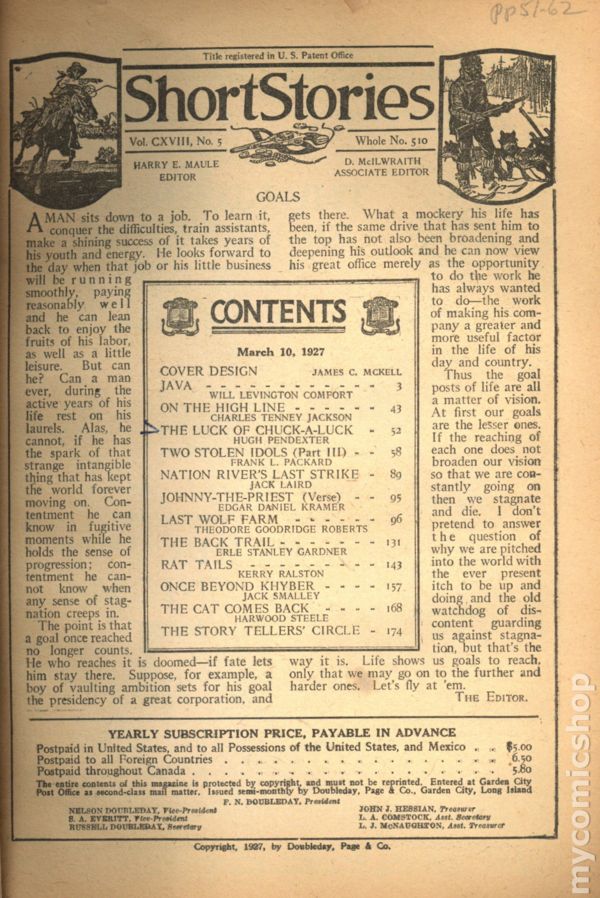 pp51-62
Title registered in U. S. Patent Office
ShortStories
Vol. CXVIII, No. 5
Whole No. 510
HARRY E. MAULE
EDITOR
D. McILWRAITH
ASSOCIATE EDITOR
GOALS
A MAN sits down to a job. To learn it,
conquer the difficulties, train assistants,
make a shining success of it takes years of
his youth and energy. He looks forward to
the day when that job or his little business
will be running
smoothly, paying
reasonably well
and he can lean
back to enjoy the
fruits of his labor,
as well as a little
leisure. But can
he? Can a man
ever, during the
active years of his
life rest on his
laurels. Alas, he
cannot, if he has
the spark of that
strange intangible
thing that has kept
the world forever
moving on. Con-
tentment he can
know in fugitive
moments while he
holds the sense of
progression; con-
tentment he can-
not know when
any sense of stag-
nation creeps in.
The point is that
a goal once reached
no longer counts.
He who reaches it is doomed—if fate lets
him stay there. Suppose, for example, a
boy of vaulting ambition sets for his goal
the presidency of a great corporation, and
gets there. What a mockery his life has
been, if the same drive that has sent him to
the top has not also been broadening and
deepening his outlook and he can now view
his great office merely as the opportunity
to do the work he
has always wanted
to do—the work
of making his com-
pany a greater and
more useful factor
in the life of his
day and country.
Thus the goal
posts of life are all
a matter of vision.
At first our goals
are the lesser ones.
If the reaching of
each one does not
broaden our vision
so that we are con-
stantly going on
then we stagnate
and die. I don't
pretend to answer
the question of
why we are pitched
into the world with
the ever present
itch to be up and
doing and the old
watchdog of dis-
content guarding
us against stagna-
tion, but that's the
way it is. Life shows us goals to reach,
only that we may go on to the further and
harder ones. Let's fly at 'em.
THE EDITOR.
CONTENTS
March 10, 1927
COVER DESIGN JAMES C. McKELL
JAVA - - - - - - - - - - - 3
WILL LEVINGTON COMFORT
ON THE HIGH LINE - - - - - - 43
CHARLES TENNEY JACKSON
THE LUCK OF CHUCK-A-LUCK - 52
HUGH PENDEXTER
TWO STOLEN IDOLS (Part III) - - 58
FRANK L. PACKARD
NATION RIVER'S LAST STRIKE - 89
JACK LAIRD
JOHNNY-THE-PRIEST (Verse) - - 95
EDGAR DANIEL KRAMER
LAST WOLF FARM - - - - - - 96
THEODORE GOODRIDGE ROBERTS
THE BACK TRAIL - - - - - - 131
ERLE STANLEY GARDNER
RAT TAILS - - - - - - - - 143
KERRY RALSTON
ONCE BEYOND KHYBER - - - - 157
JACK SMALLEY
THE CAT COMES BACK - - - - 168
HARWOOD STEELE
THE STORY TELLERS' CIRCLE - 174
YEARLY SUBSCRIPTION PRICE, PAYABLE IN ADVANCE
Postpaid in United States, and to all Possessions of the United States, and Mexico . . $5.00
Postpaid to all Foreign Countries . . . . . . . . . . . . 6.50
Postpaid throughout Canada . . . . . . . . . . . . . . 5.80
The entire contents of this magazine is protected by copyright, and must not be reprinted. Entered at Garden City
Post Office as second-class mail matter. Issued semi-monthly by Doubleday, Page & Co., Garden City, Long Island
F. N. DOUBLEDAY, President
NELSON DOUBLEDAY, Vice-President
S. A. EVERITT, Vice-President
RUSSELL DOUBLEDAY, Secretary
JOHN J. HESSIAN, Treasurer
L. A. COMSTOCK, Asst. Secretary
L. J. McNAUGHTON, Asst. Treasurer
Copyright, 1927, by Doubleday, Page & Co.
mycomicshop